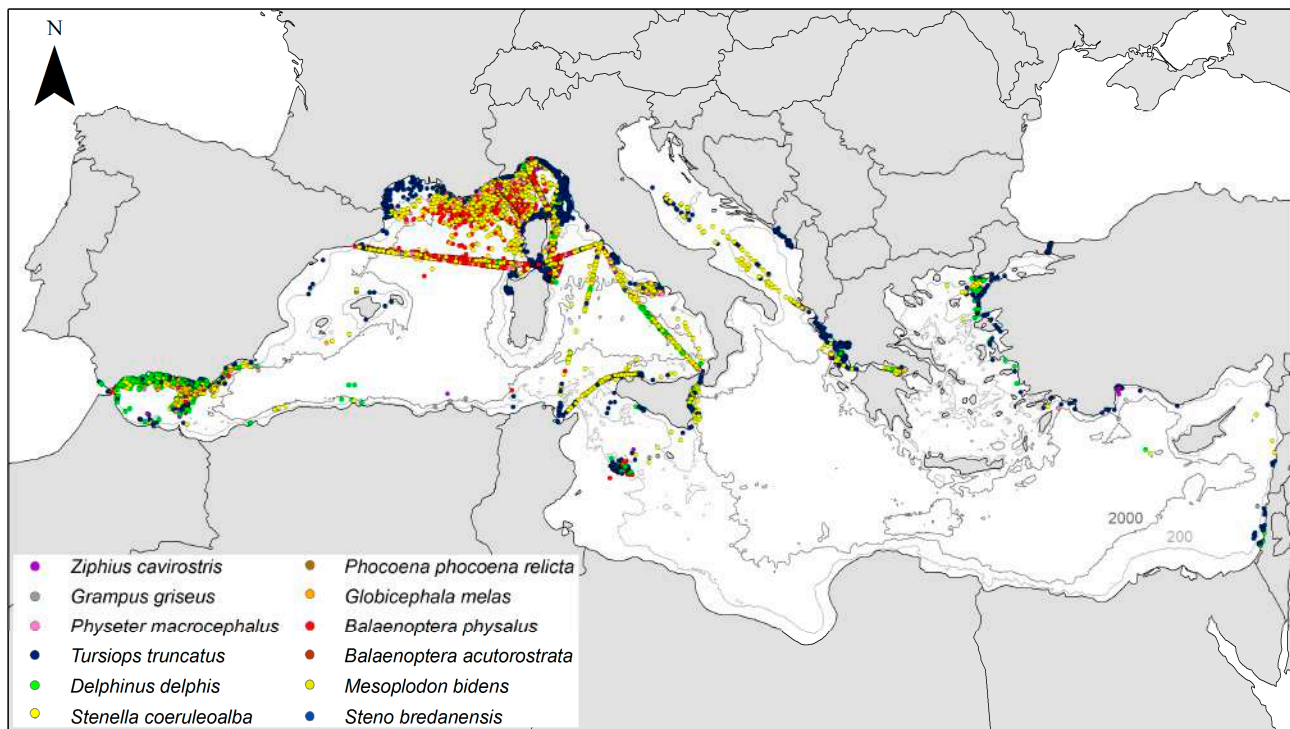 N
2000
200
Ziphius cavirostris
Grampus griseus
Physeter macrocephalus
Tursiops truncatus
Delphinus delphis
Stenella coeruleoalba
Phocoena phocoena relicta
Globicephala melas
Balaenoptera physalus
Balaenoptera acutorostrata
Mesoplodon bidens
Steno bredanensis